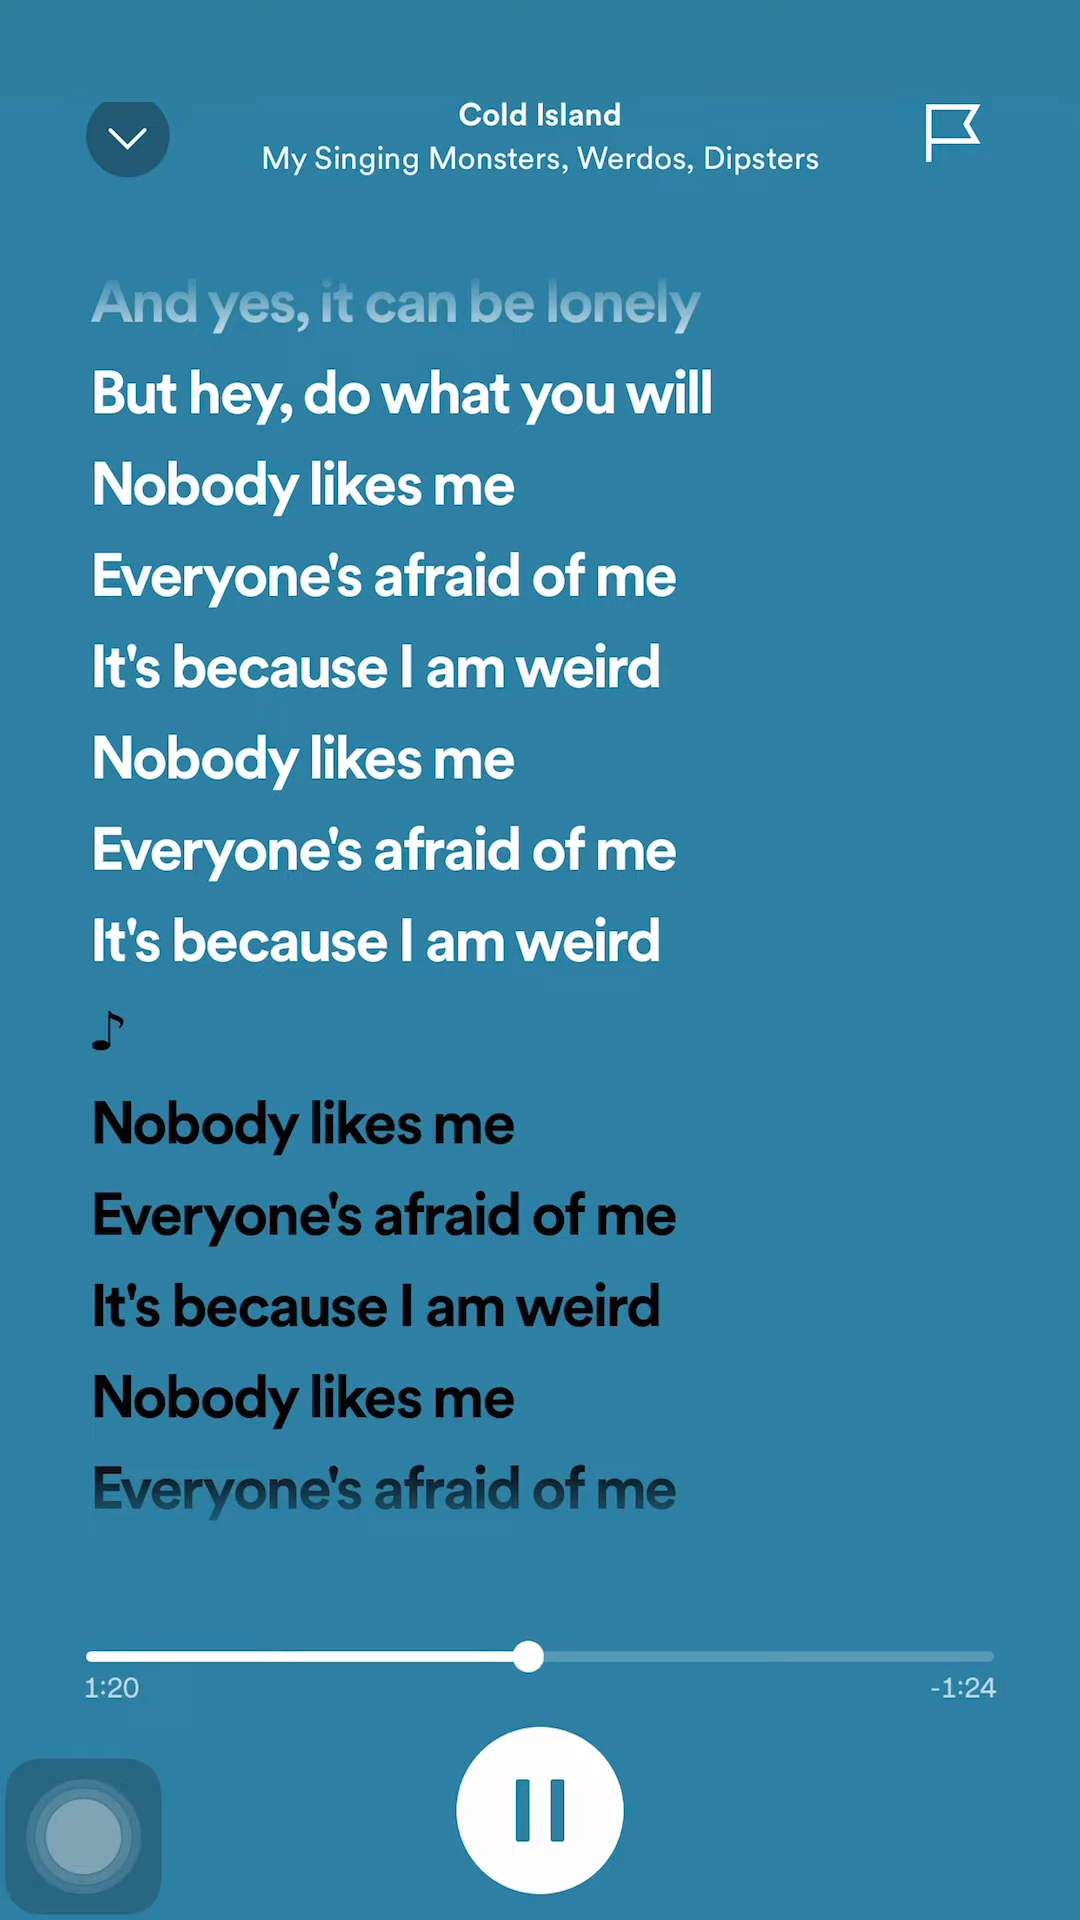 Cold Island
My Singing Monsters, Werdos, Dipsters
And yes, it can be lonely
But hey, do what you will
Nobody likes me
Everyone's afraid of me
It's because I am weird
Nobody likes me
Everyone's afraid of me
It's because I am weird
♪
Nobody likes me
Everyone's afraid of me
It's because I am weird
Nobody likes me
Everyone's afraid of me
1:20
-1:24